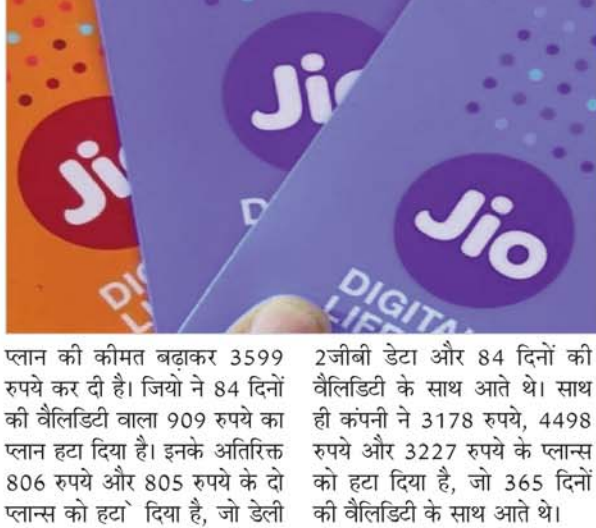 Jio
Jio
Jio
DIGITAL
LIFE
प्लान की कीमत बढ़ाकर 3599
रुपये कर दी है। जियो ने 84 दिनों
की वैलिडिटी वाला 909 रुपये का
प्लान हटा दिया है। इनके अतिरिक्त
806 रुपये और 805 रुपये के दो
प्लान्स को हटा` दिया है, जो डेली
2जीबी डेटा और 84 दिनों की
वैलिडिटी के साथ आते थे। साथ
ही कंपनी ने 3178 रुपये, 4498
रुपये और 3227 रुपये के प्लान्स
को हटा दिया है, जो 365 दिनों
की वैलिडिटी के साथ आते थे।